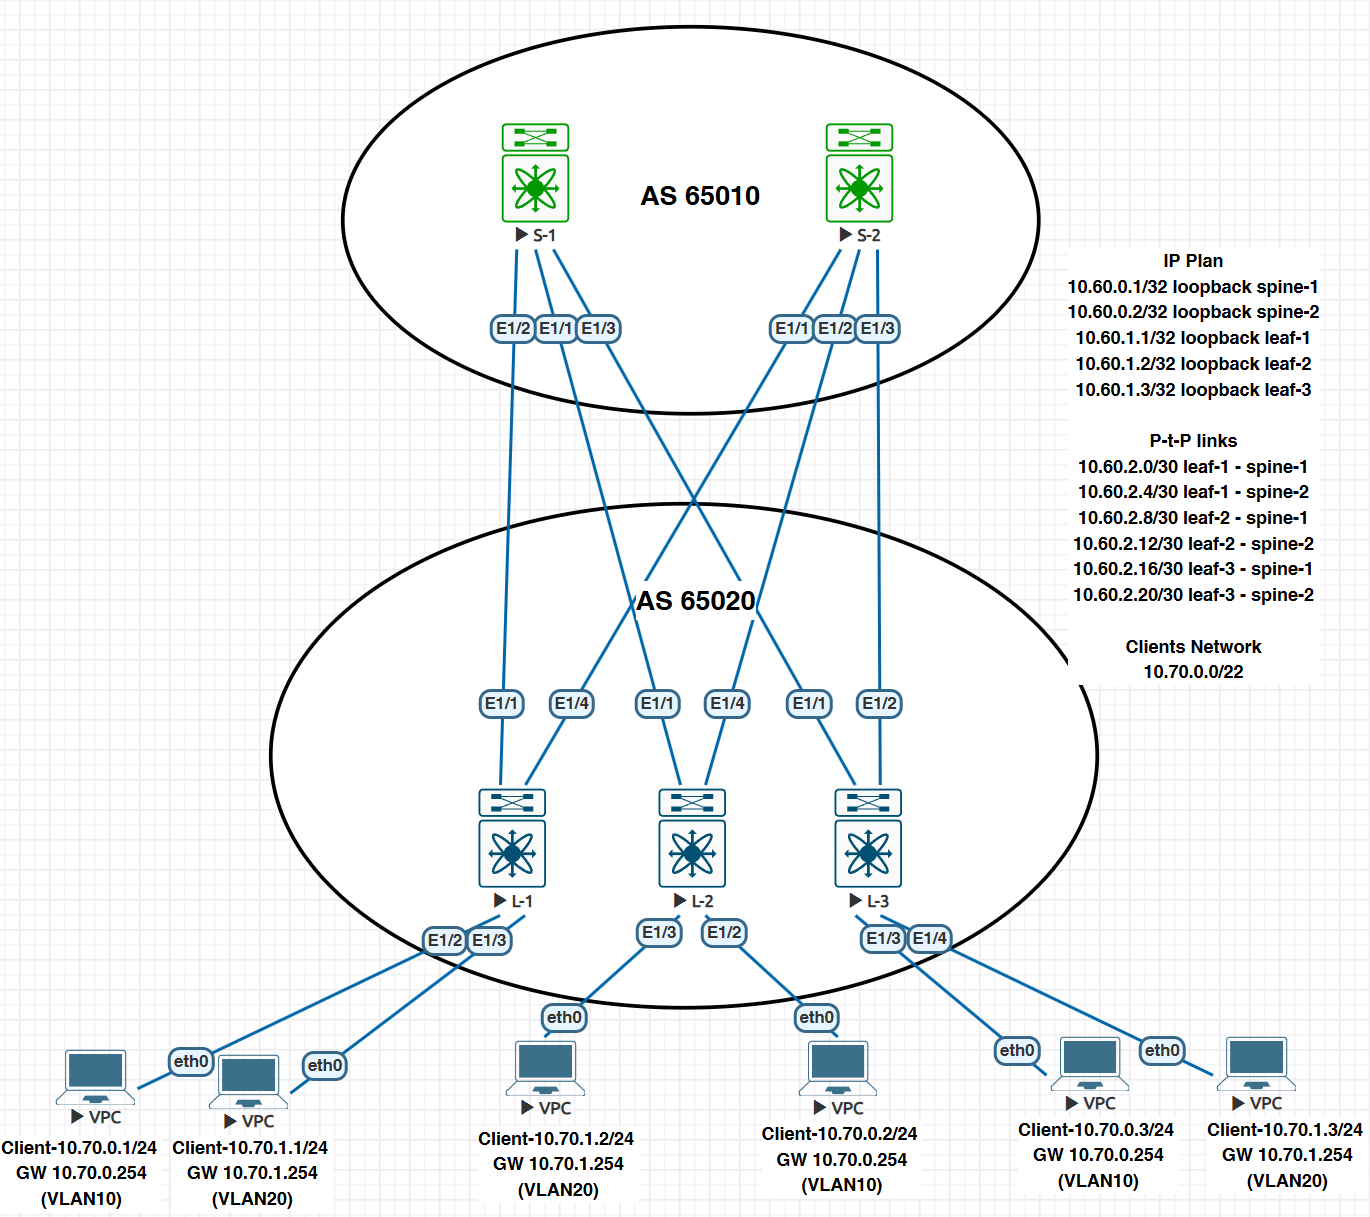 AS 65010
S-1
S-2
E1/2
E1/1
E1/3
E1/1
E1/2
E1/3
IP Plan
10.60.0.1/32 loopback spine-1
10.60.0.2/32 loopback spine-2
10.60.1.1/32 loopback leaf-1
10.60.1.2/32 loopback leaf-2
10.60.1.3/32 loopback leaf-3
P-t-P links
10.60.2.0/30 leaf-1 - spine-1
10.60.2.4/30 leaf-1 - spine-2
10.60.2.8/30 leaf-2 - spine-1
10.60.2.12/30 leaf-2 - spine-2
10.60.2.16/30 leaf-3 - spine-1
10.60.2.20/30 leaf-3 - spine-2
Clients Network
10.70.0.0/22
AS 65020
E1/1
E1/4
E1/1
E1/4
E1/1
E1/2
L-1
L-2
L-3
E1/2
E1/3
E1/3
E1/2
E1/3
E1/4
eth0
eth0
eth0
eth0
eth0
eth0
VPC
Client-10.70.0.1/24
GW 10.70.0.254
(VLAN10)
VPC
Client-10.70.1.1/24
GW 10.70.1.254
(VLAN20)
VPC
Client-10.70.1.2/24
GW 10.70.1.254
(VLAN20)
VPC
Client-10.70.0.2/24
GW 10.70.0.254
(VLAN10)
VPC
Client-10.70.0.3/24
GW 10.70.0.254
(VLAN10)
VPC
Client-10.70.1.3/24
GW 10.70.1.254
(VLAN20)